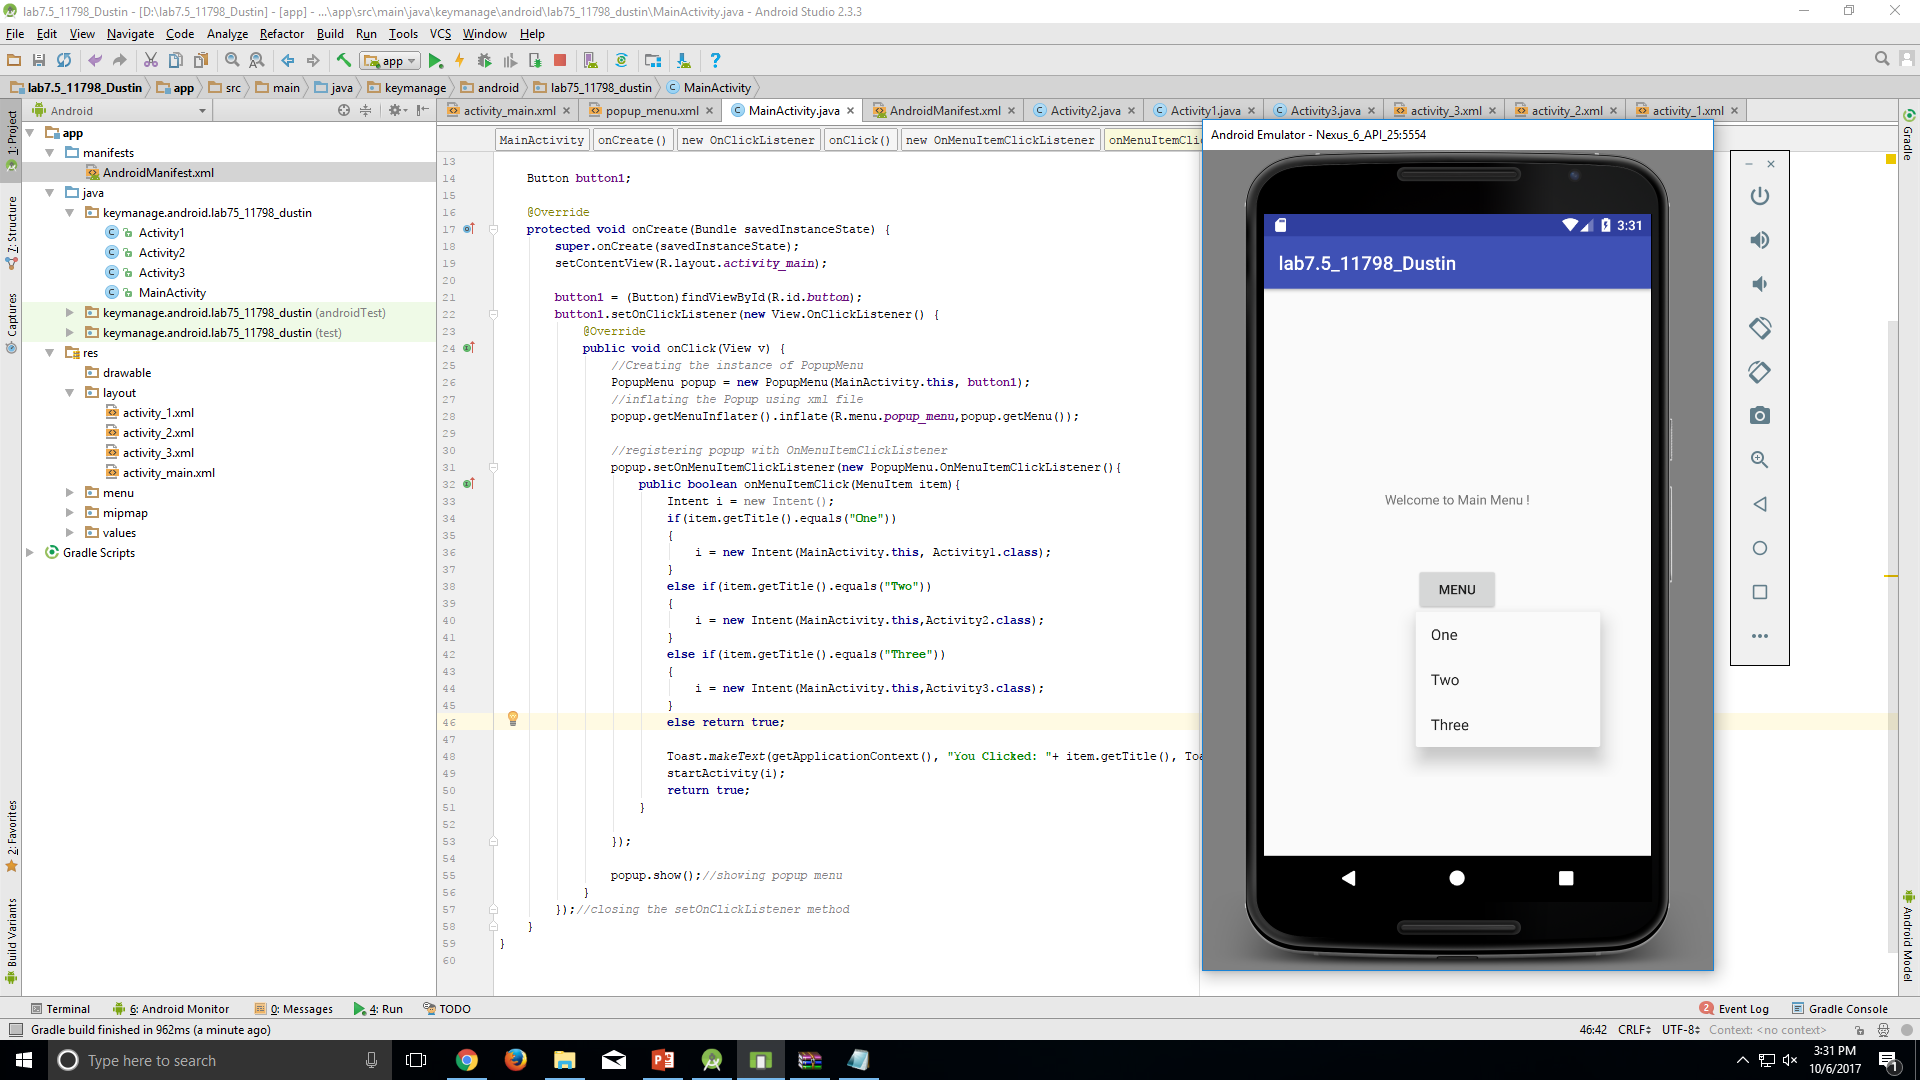 lab7.5_11798_Dustin - [D:\lab7.5_11798_Dustin] - [app] - ...\app\src\main\java\keymanage\android\lab75_11798_dustin\MainActivity.java - Android Studio 2.3.3
File Edit View Navigate Code Analyze Refactor Build Run Tools VCS Window Help
app
lab7.5_11798_Dustin app src main java keymanage android lab75_11798_dustin MainActivity
Android
activity_main.xml popup_menu.xml MainActivity.java AndroidManifest.xml Activity2.java Activity1.java Activity3.java activity_3.xml activity_2.xml activity_1.xml
MainActivity onCreate() new OnClickListener onClick() new OnMenuItemClickListener onMenuItemCli
1: Project
7: Structure
Captures
2: Favorites
Build Variants
app
manifests
AndroidManifest.xml
java
keymanage.android.lab75_11798_dustin
Activity1
Activity2
Activity3
MainActivity
keymanage.android.lab75_11798_dustin (androidTest)
keymanage.android.lab75_11798_dustin (test)
res
drawable
layout
activity_1.xml
activity_2.xml
activity_3.xml
activity_main.xml
menu
mipmap
values
Gradle Scripts
13
14 Button button1;
15
16 @Override
17 protected void onCreate(Bundle savedInstanceState) {
18 super.onCreate(savedInstanceState);
19 setContentView(R.layout.activity_main);
20
21 button1 = (Button)findViewById(R.id.button);
22 button1.setOnClickListener(new View.OnClickListener() {
23 @Override
24 public void onClick(View v) {
25 //Creating the instance of PopupMenu
26 PopupMenu popup = new PopupMenu(MainActivity.this, button1);
27 //inflating the Popup using xml file
28 popup.getMenuInflater().inflate(R.menu.popup_menu,popup.getMenu());
29
30 //registering popup with OnMenuItemClickListener
31 popup.setOnMenuItemClickListener(new PopupMenu.OnMenuItemClickListener(){
32 public boolean onMenuItemClick(MenuItem item){
33 Intent i = new Intent();
34 if(item.getTitle().equals("One"))
35 {
36 i = new Intent(MainActivity.this, Activity1.class);
37 }
38 else if(item.getTitle().equals("Two"))
39 {
40 i = new Intent(MainActivity.this,Activity2.class);
41 }
42 else if(item.getTitle().equals("Three"))
43 {
44 i = new Intent(MainActivity.this,Activity3.class);
45 }
46 else return true;
47
48 Toast.makeText(getApplicationContext(), "You Clicked: "+ item.getTitle(), Toa
49 startActivity(i);
50 return true;
51 }
52
53 });
54
55 popup.show();//showing popup menu
56 }
57 });//closing the setOnClickListener method
58 }
59 }
60
Android Emulator - Nexus_6_API_25:5554
3:31
lab7.5_11798_Dustin
Welcome to Main Menu !
MENU
One
Two
Three
Gradle
Android Model
Terminal 6: Android Monitor 0: Messages 4: Run TODO 2 Event Log Gradle Console
Gradle build finished in 962ms (a minute ago) 46:42 CRLF UTF-8 Context: <no context>
Type here to search
3:31 PM
10/6/2017
1